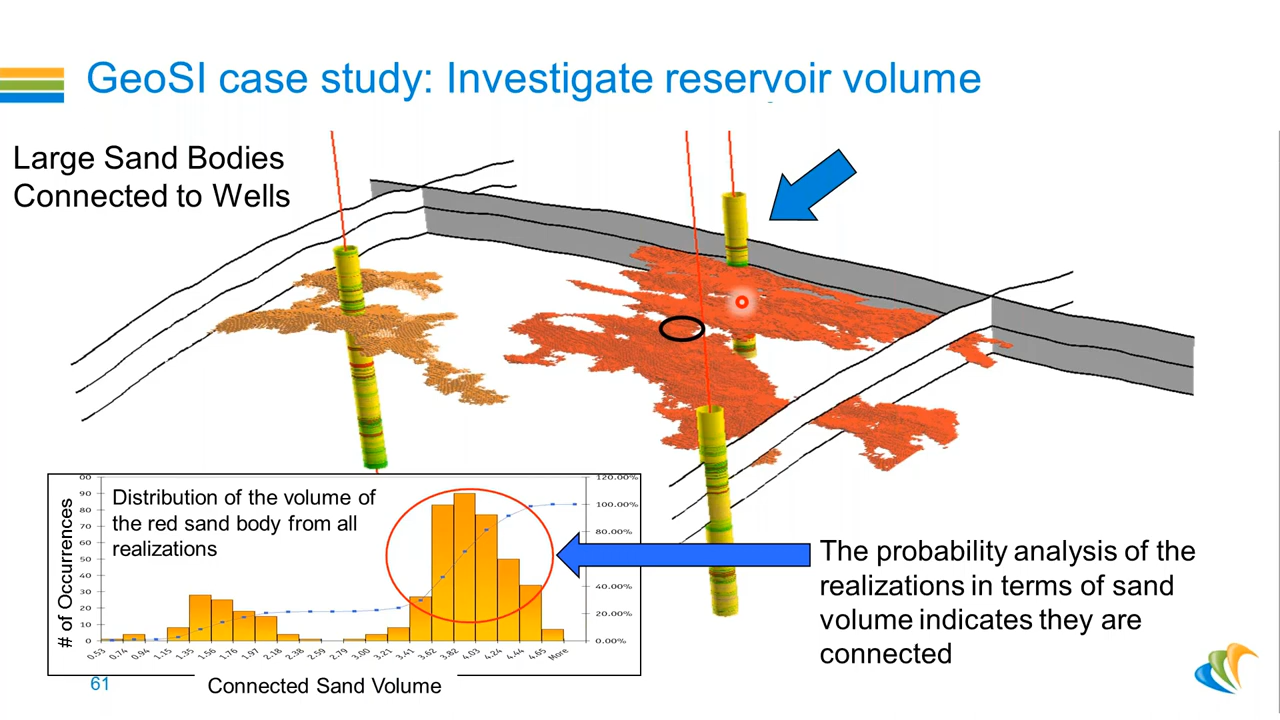 GeoSI case study: Investigate reservoir volume
Large Sand Bodies
Connected to Wells
Distribution of the volume of
the red sand body from all
realizations
# of Occurrences
90
80
70
60
50
40
30
20
10
0
120.00%
100.00%
80.00%
40.00%
20.00%
0.00%
0.53
0.74
0.94
1.15
1.35
1.56
1.76
1.97
2.18
2.38
2.59
2.79
3.00
3.21
3.41
3.62
3.82
4.03
4.24
4.44
4.65
More
Connected Sand Volume
The probability analysis of the
realizations in terms of sand
volume indicates they are
connected
61